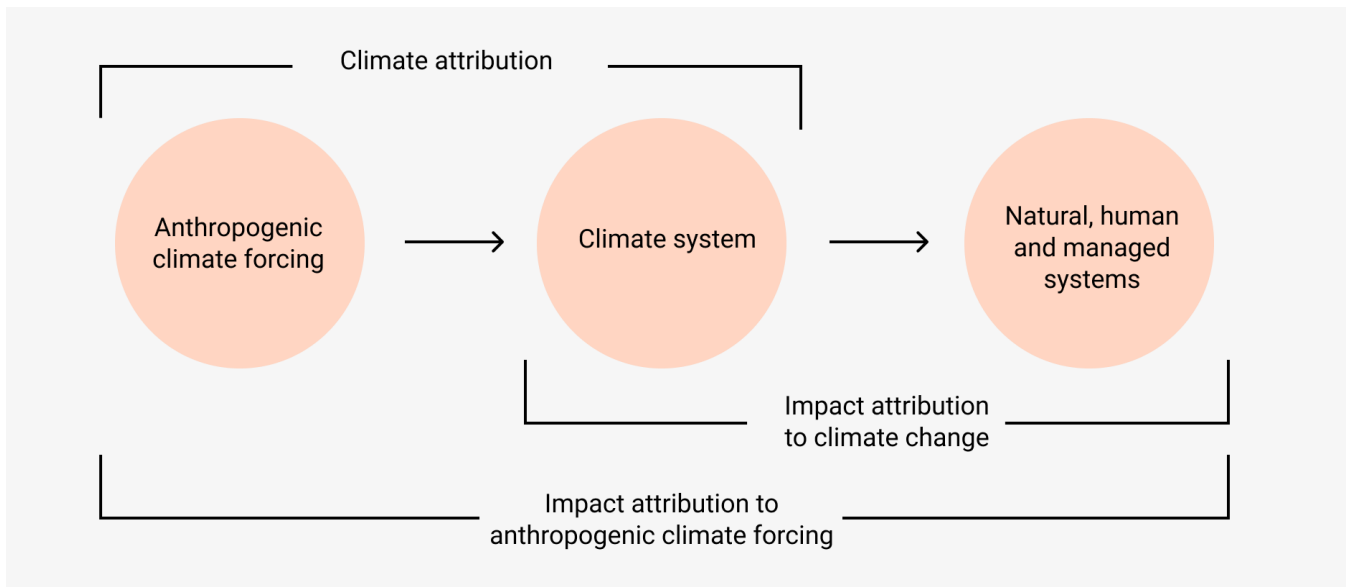 Climate attribution
Anthropogenic
climate forcing
Climate system
Natural, human
and managed
systems
Impact attribution
to climate change
Impact attribution to
anthropogenic climate forcing